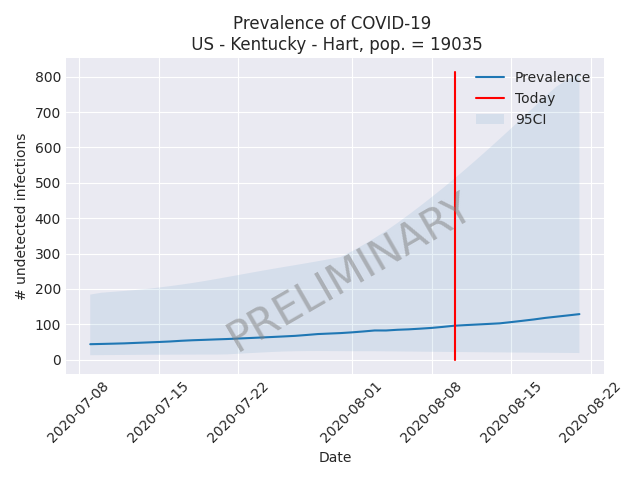 Prevalence of COVID-19
US - Kentucky - Hart, pop. = 19035
Prevalence
Today
95CI
800
700
600
500
400
300
200
100
0
# undetected infections
PRELIMINARY
2020-07-08
2020-07-15
2020-07-22
2020-08-01
2020-08-08
2020-08-15
2020-08-22
Date